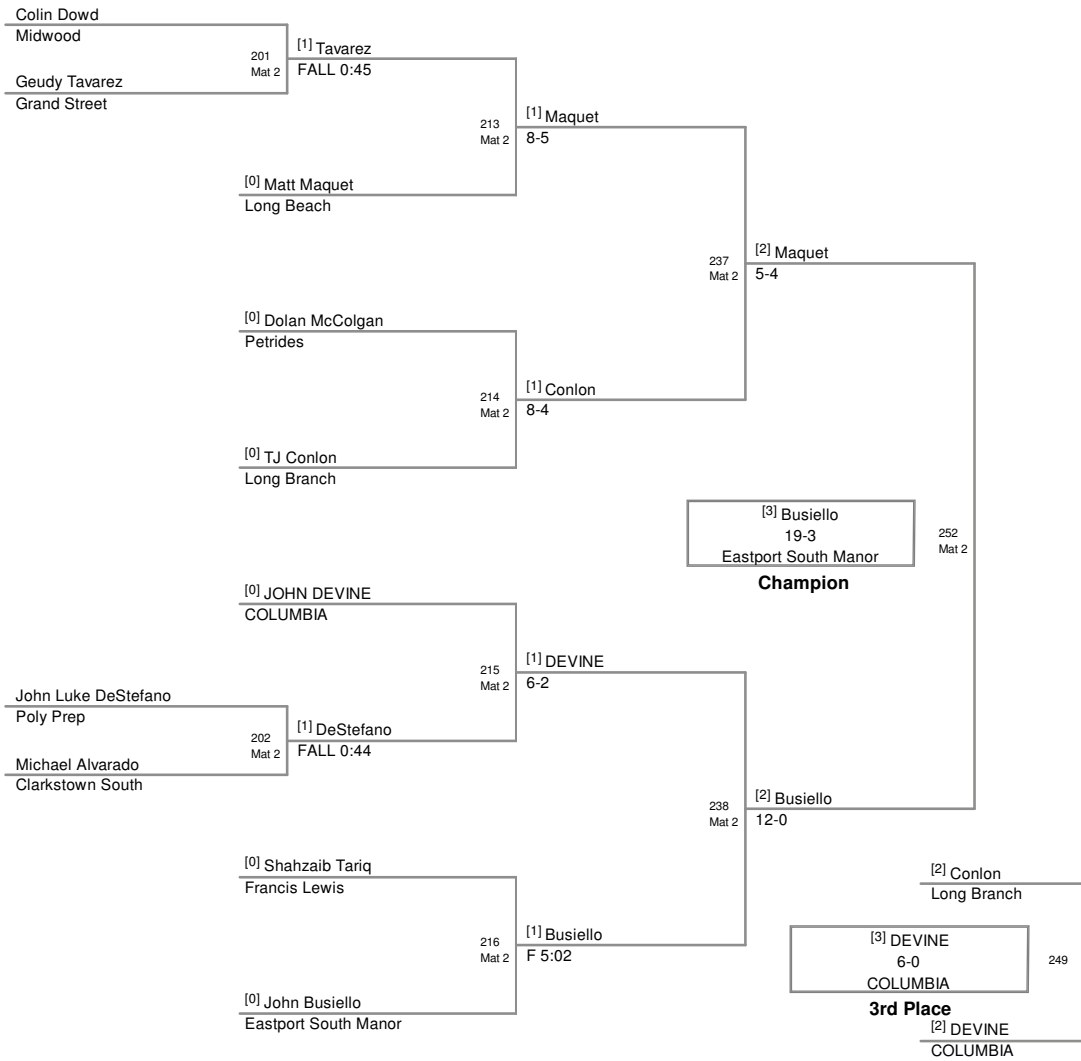 Colin Dowd
Midwood
201
Mat 2
[1] Tavarez
FALL 0:45
Geudy Tavarez
Grand Street
213
Mat 2
[1] Maquet
8-5
[0] Matt Maquet
Long Beach
237
Mat 2
[2] Maquet
5-4
[0] Dolan McColgan
Petrides
214
Mat 2
[1] Conlon
8-4
[0] TJ Conlon
Long Branch
[3] Busiello
19-3
Eastport South Manor
Champion
252
Mat 2
[0] JOHN DEVINE
COLUMBIA
215
Mat 2
[1] DEVINE
6-2
John Luke DeStefano
Poly Prep
202
Mat 2
[1] DeStefano
FALL 0:44
Michael Alvarado
Clarkstown South
238
Mat 2
[2] Busiello
12-0
[0] Shahzaib Tariq
Francis Lewis
216
Mat 2
[1] Busiello
F 5:02
[0] John Busiello
Eastport South Manor
[2] Conlon
Long Branch
[3] DEVINE
6-0
COLUMBIA
3rd Place
249
[2] DEVINE
COLUMBIA